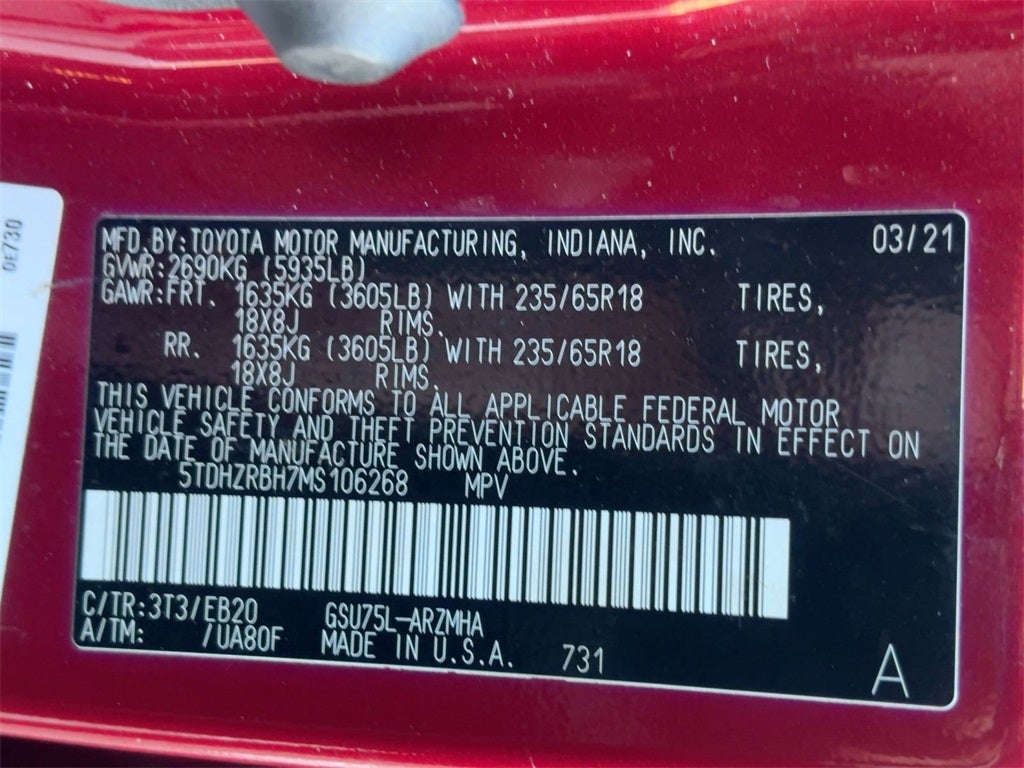 0E730
MFD.BY:TOYOTA MOTOR MANUFACTURING, INDIANA, INC. 03/21
GVWR:2690KG (5935LB)
GAWR:FRT. 1635KG (3605LB) WITH 235/65R18 TIRES,
18X8J RIMS.
RR. 1635KG (3605LB) WITH 235/65R18 TIRES,
18X8J RIMS.
THIS VEHICLE CONFORMS TO ALL APPLICABLE FEDERAL MOTOR
VEHICLE SAFETY AND THEFT PREVENTION STANDARDS IN EFFECT ON
THE DATE OF MANUFACTURE SHOWN ABOVE.
5TDHZRBH7MS106268 MPV
C/TR:3T3/EB20 GSU75L-ARZMHA
A/TM: /UA80F MADE IN U.S.A. 731 A